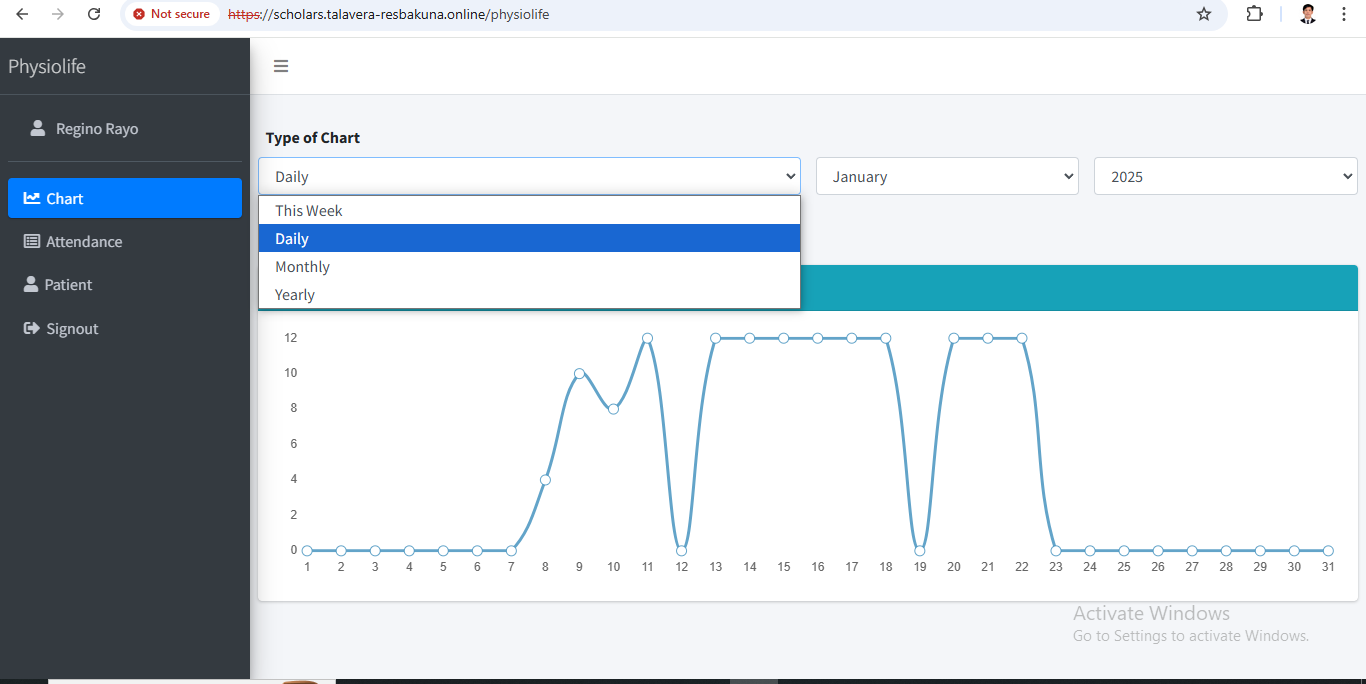 Not secure https://scholars.talavera-resbakuna.online/physiolife
Physiolife
Regino Rayo
Chart
Attendance
Patient
Signout
Type of Chart
Daily January 2025
This Week
Daily
Monthly
Yearly
12
10
8
6
4
2
0
1 2 3 4 5 6 7 8 9 10 11 12 13 14 15 16 17 18 19 20 21 22 23 24 25 26 27 28 29 30 31
Activate Windows
Go to Settings to activate Windows.